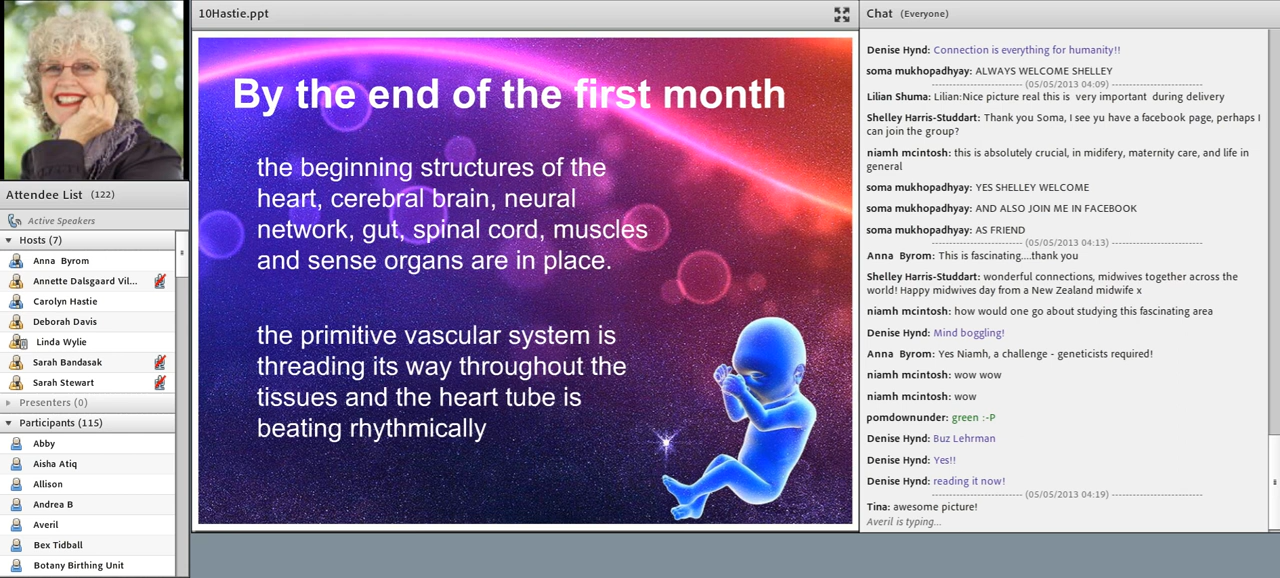 10Hastie.ppt
By the end of the first month
the beginning structures of the
heart, cerebral brain, neural
network, gut, spinal cord, muscles
and sense organs are in place.
the primitive vascular system is
threading its way throughout the
tissues and the heart tube is
beating rhythmically
Attendee List (122)
Active Speakers
Hosts (7)
Anna Byrom
Annette Dalsgaard Vil...
Carolyn Hastie
Deborah Davis
Linda Wylie
Sarah Bandasak
Sarah Stewart
Presenters (0)
Participants (115)
Abby
Aisha Atiq
Allison
Andrea B
Averil
Bex Tidball
Botany Birthing Unit
Chat (Everyone)
Denise Hynd: Connection is everything for humanity!!
soma mukhopadhyay: ALWAYS WELCOME SHELLEY
(05/05/2013 04:09)
Lilian Shuma: Lilian:Nice picture real this is very important during delivery
Shelley Harris-Studdart: Thank you Soma, I see yu have a facebook page, perhaps I
can join the group?
niamh mcintosh: this is absolutely crucial, in midifery, maternity care, and life in
general
soma mukhopadhyay: YES SHELLEY WELCOME
soma mukhopadhyay: AND ALSO JOIN ME IN FACEBOOK
soma mukhopadhyay: AS FRIEND
(05/05/2013 04:13)
Anna Byrom: This is fascinating....thank you
Shelley Harris-Studdart: wonderful connections, midwives together across the
world! Happy midwives day from a New Zealand midwife x
niamh mcintosh: how would one go about studying this fascinating area
Denise Hynd: Mind boggling!
Anna Byrom: Yes Niamh, a challenge - geneticists required!
niamh mcintosh: wow wow
niamh mcintosh: wow
pomdownunder: green :-P
Denise Hynd: Buz Lehrman
Denise Hynd: Yes!!
Denise Hynd: reading it now!
(05/05/2013 04:19)
Tina: awesome picture!
Averil is typing...